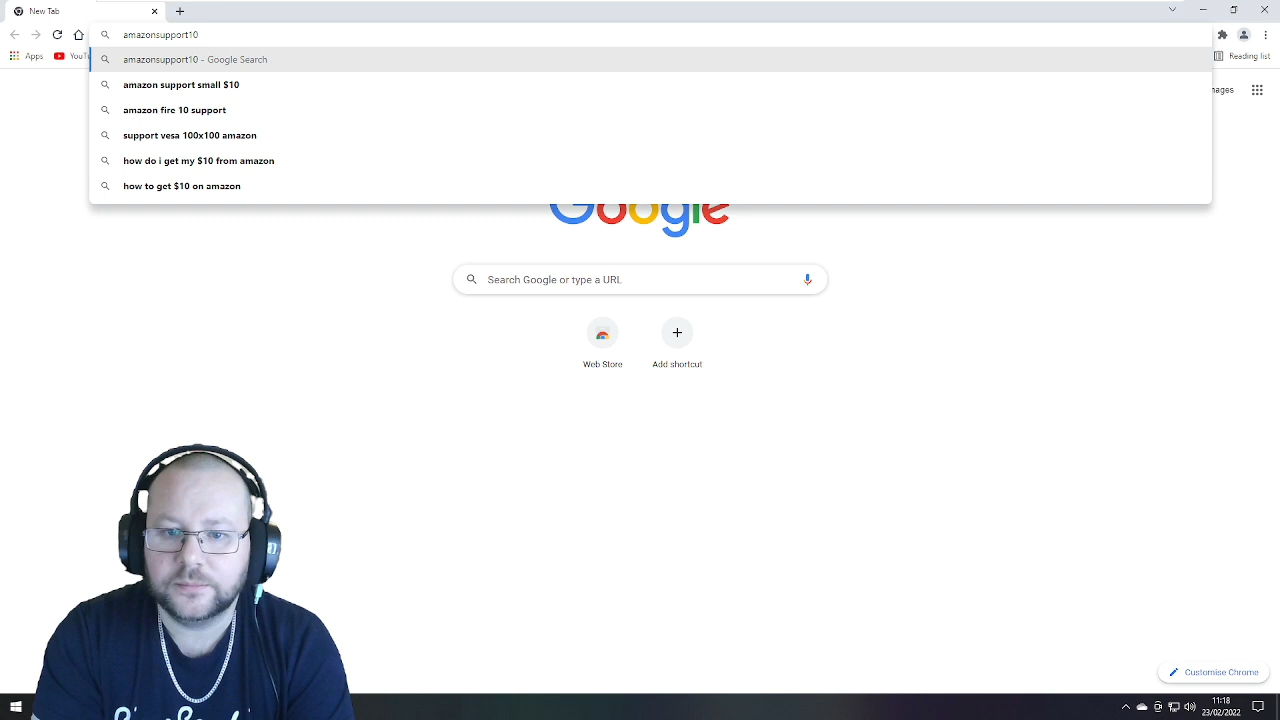 New Tab
amazonsupport10
Apps
amazonsupport10 - Google Search
Reading list
amazon support small $10
amazon fire 10 support
support vesa 100x100 amazon
how do i get my $10 from amazon
how to get $10 on amazon
Google
Search Google or type a URL
Web Store
Add shortcut
Customise Chrome
11:18
23/02/2022